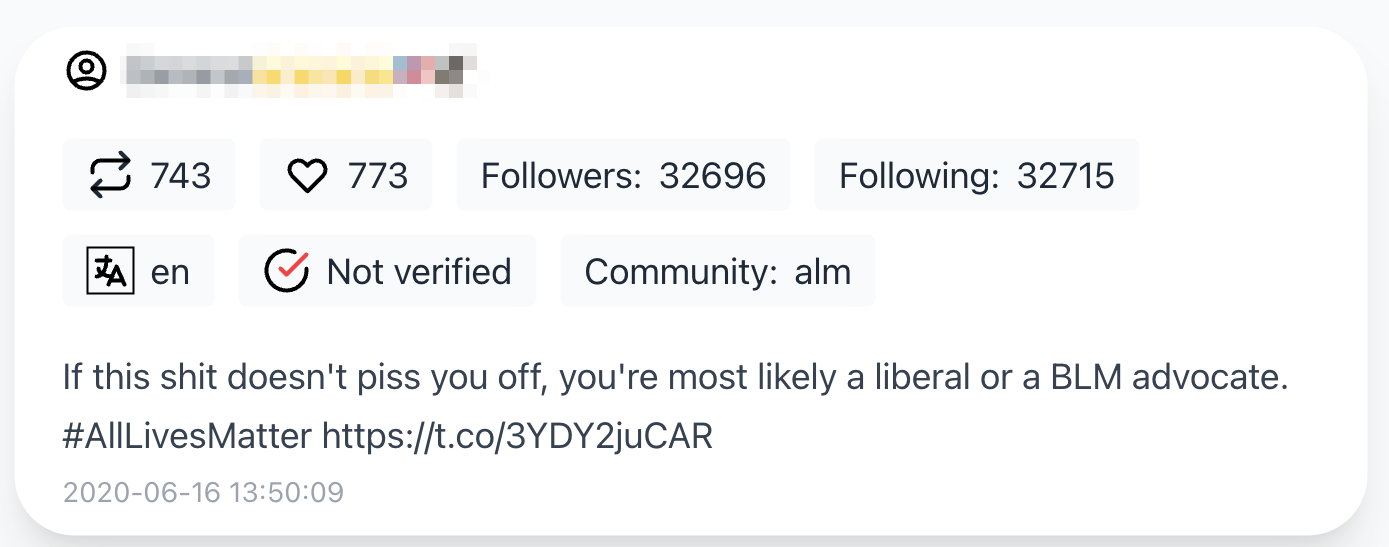 743 773 Followers: 32696 Following: 32715
en Not verified Community: alm
If this shit doesn't piss you off, you're most likely a liberal or a BLM advocate.
#AllLivesMatter https://t.co/3YDY2juCAR
2020-06-16 13:50:09